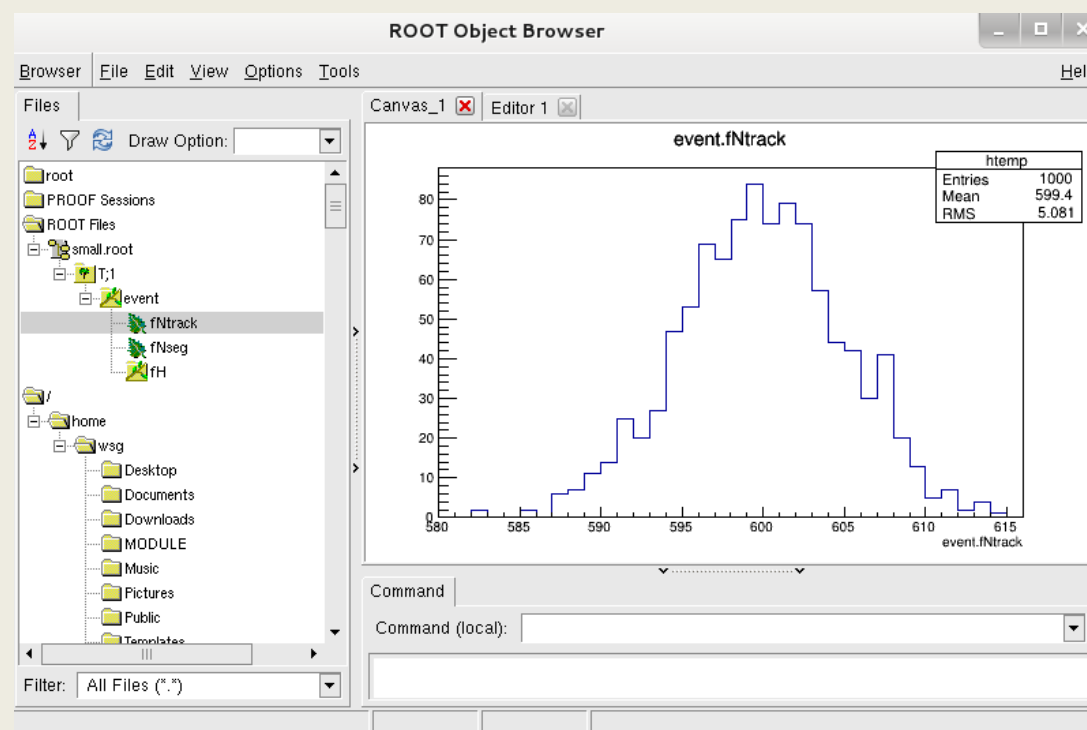 ROOT Object Browser
Browser File Edit View Options Tools Hel
Files
Draw Option:
root
PROOF Sessions
ROOT Files
small.root
T;1
event
fNtrack
fNseg
fH
/
home
wsg
Desktop
Documents
Downloads
MODULE
Music
Pictures
Public
Templates
Filter: All Files (*.*)
Canvas_1 Editor 1
event.fNtrack
htemp
Entries 1000
Mean 599.4
RMS 5.081
80
70
60
50
40
30
20
10
0
580 585 590 595 600 605 610 615
event.fNtrack
Command
Command (local):